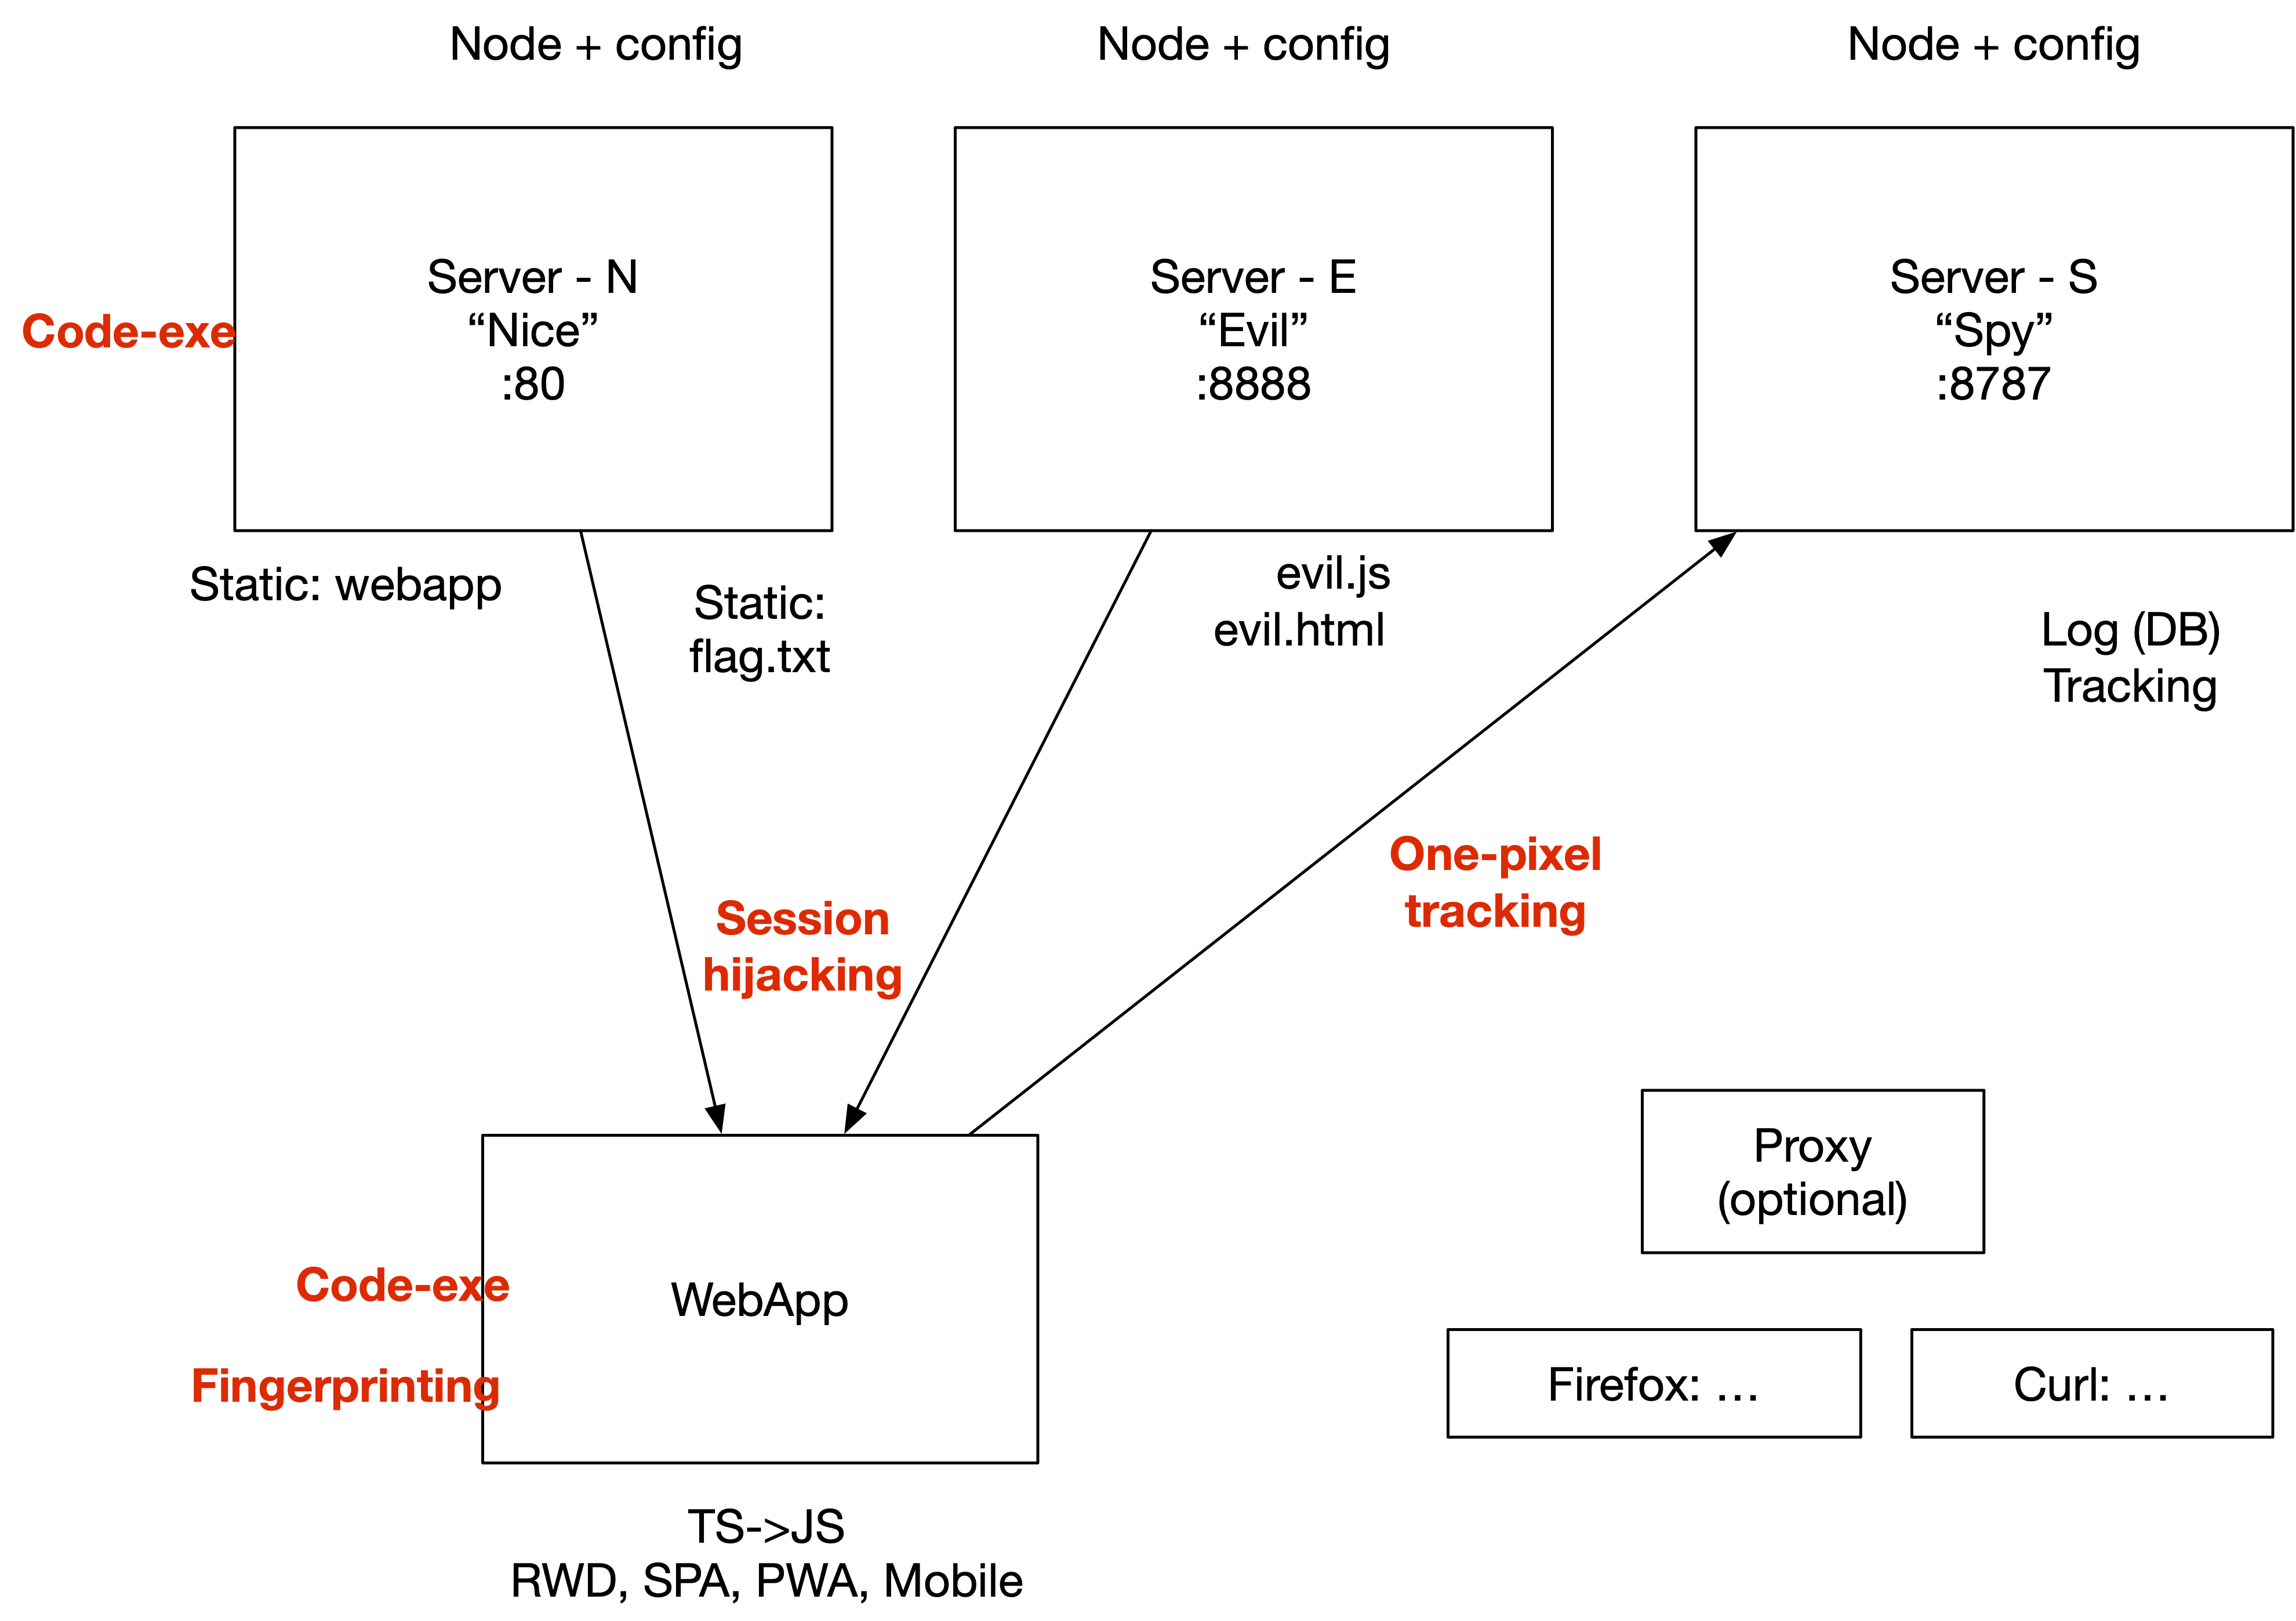 Node + config
Node + config
Node + config
Server - N
“Nice”
:80
Server - E
“Evil”
:8888
Server - S
“Spy”
:8787
Code-exe
Static: webapp
Static:
flag.txt
evil.js
evil.html
Log (DB)
Tracking
Session
hijacking
One-pixel
tracking
Proxy
(optional)
Code-exe
Fingerprinting
WebApp
Firefox: …
Curl: …
TS->JS
RWD, SPA, PWA, Mobile